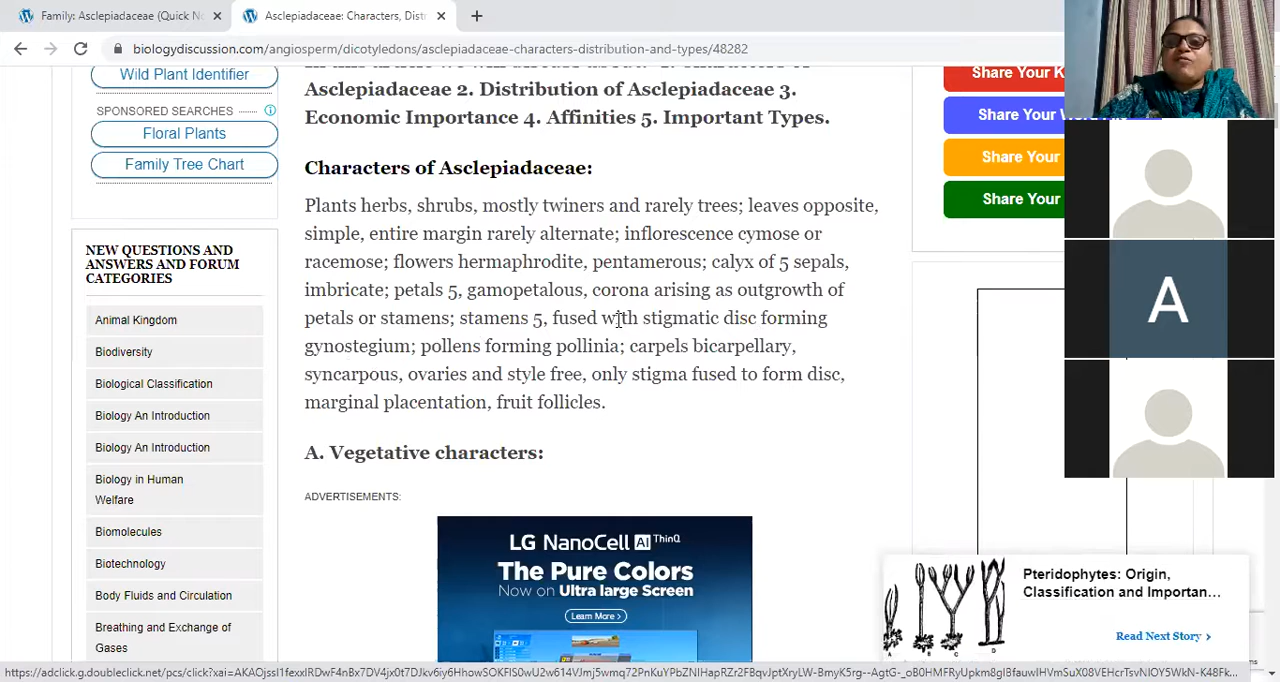 Family: Asclepiadaceae (Quick N
Asclepiadaceae: Characters, Distr
biologydiscussion.com/angiosperm/dicotyledons/asclepiadaceae-characters-distribution-and-types/48282
Wild Plant Identifier
SPONSORED SEARCHES
Floral Plants
Family Tree Chart
NEW QUESTIONS AND
ANSWERS AND FORUM
CATEGORIES
Animal Kingdom
Biodiversity
Biological Classification
Biology An Introduction
Biology An Introduction
Biology in Human
Welfare
Biomolecules
Biotechnology
Body Fluids and Circulation
Breathing and Exchange of
Gases
Asclepiadaceae 2. Distribution of Asclepiadaceae 3.
Economic Importance 4. Affinities 5. Important Types.
Characters of Asclepiadaceae:
Plants herbs, shrubs, mostly twiners and rarely trees; leaves opposite,
simple, entire margin rarely alternate; inflorescence cymose or
racemose; flowers hermaphrodite, pentamerous; calyx of 5 sepals,
imbricate; petals 5, gamopetalous, corona arising as outgrowth of
petals or stamens; stamens 5, fused with stigmatic disc forming
gynostegium; pollens forming pollinia; carpels bicarpellary,
syncarpous, ovaries and style free, only stigma fused to form disc,
marginal placentation, fruit follicles.
A. Vegetative characters:
ADVERTISEMENTS:
LG NanoCell AI ThinQ
The Pure Colors
Now on Ultra large Screen
Learn More >
Share Your K
Share Your W
Share Your
Share Your
A
Pteridophytes: Origin,
Classification and Importan...
Read Next Story >
A B C D